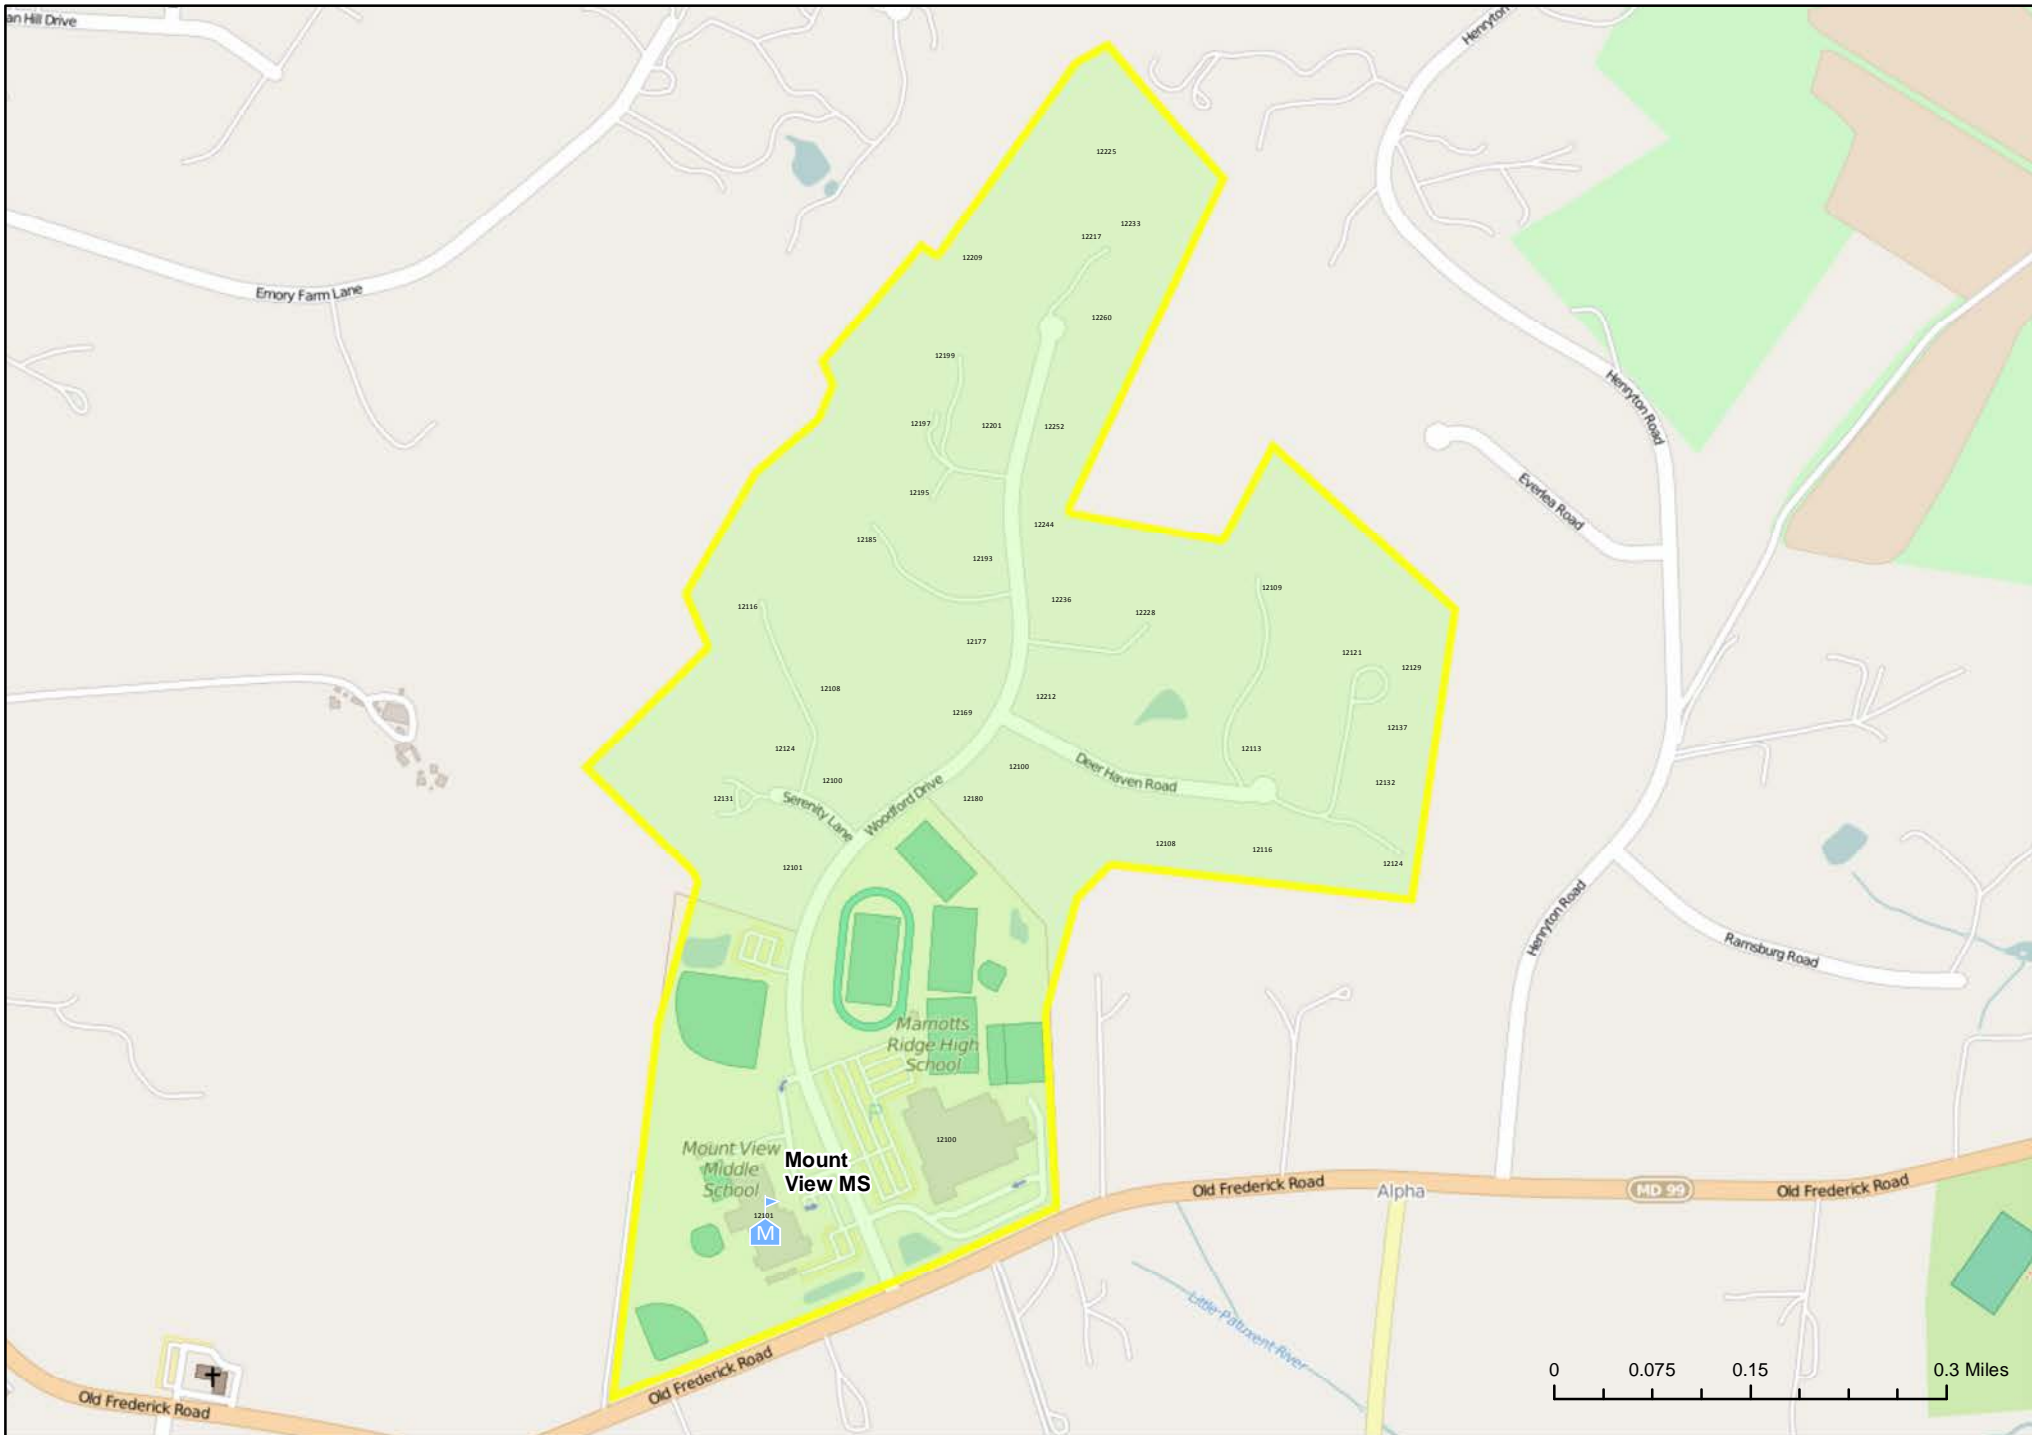 an Hill Drive
Henryton
12225
12233
12217
12209
Emory Farm Lane
12260
12199
Henryton Road
12197
12201
12252
12195
Everlea Road
12244
12185
12193
12109
12236
12116
12228
12177
12121
12129
12108
12212
12169
12137
12124
12113
12100
Deer Haven Road
12100
12132
12131
Serenity Lane
Woodford Drive
12180
12108
12116
12124
12101
Henryton Road
Ramsburg Road
Marriotts
Ridge High
School
P
12100
Mount View
Middle
School
Mount
View MS
12101
M
Old Frederick Road
Alpha
MD 99
Old Frederick Road
Little Patuxent River
Old Frederick Road
Old Frederick Road
0 0.075 0.15 0.3 Miles